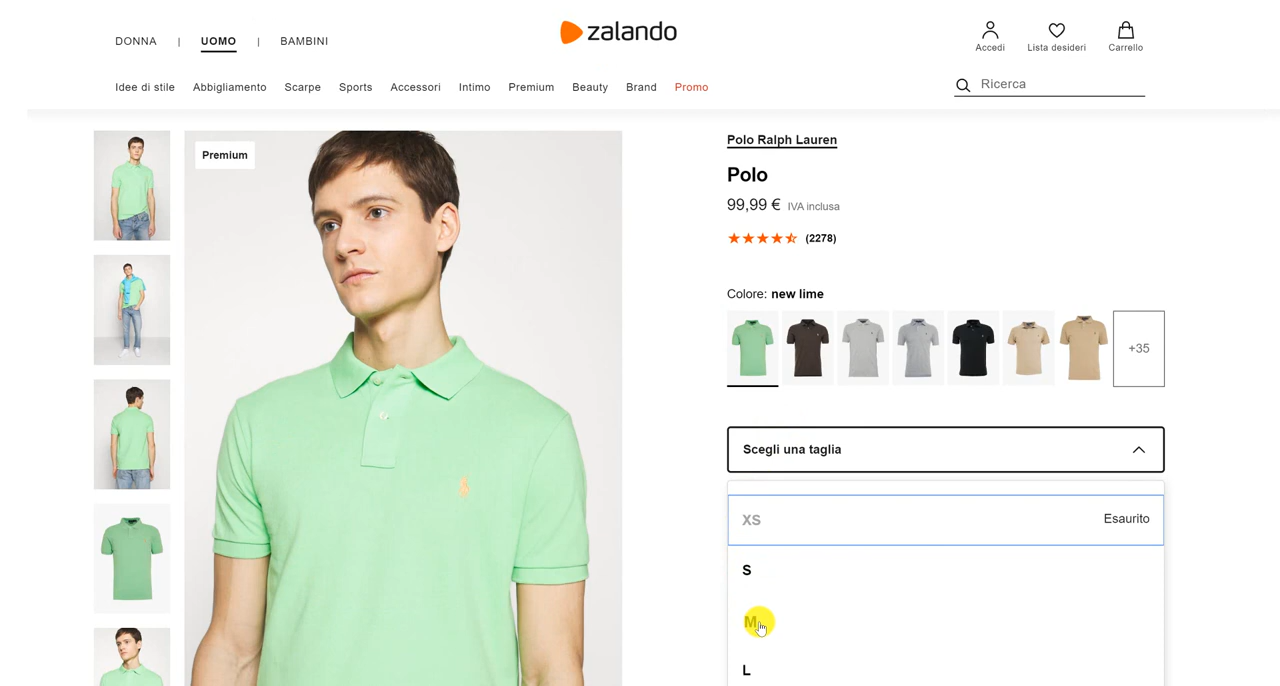 zalando
DONNA | UOMO | BAMBINI
Accedi Lista desideri Carrello
Idee di stile Abbigliamento Scarpe Sports Accessori Intimo Premium Beauty Brand Promo
Ricerca
Premium
Polo Ralph Lauren
Polo
99,99 € IVA inclusa
(2278)
Colore: new lime
+35
Scegli una taglia
XS Esaurito
S
M
L